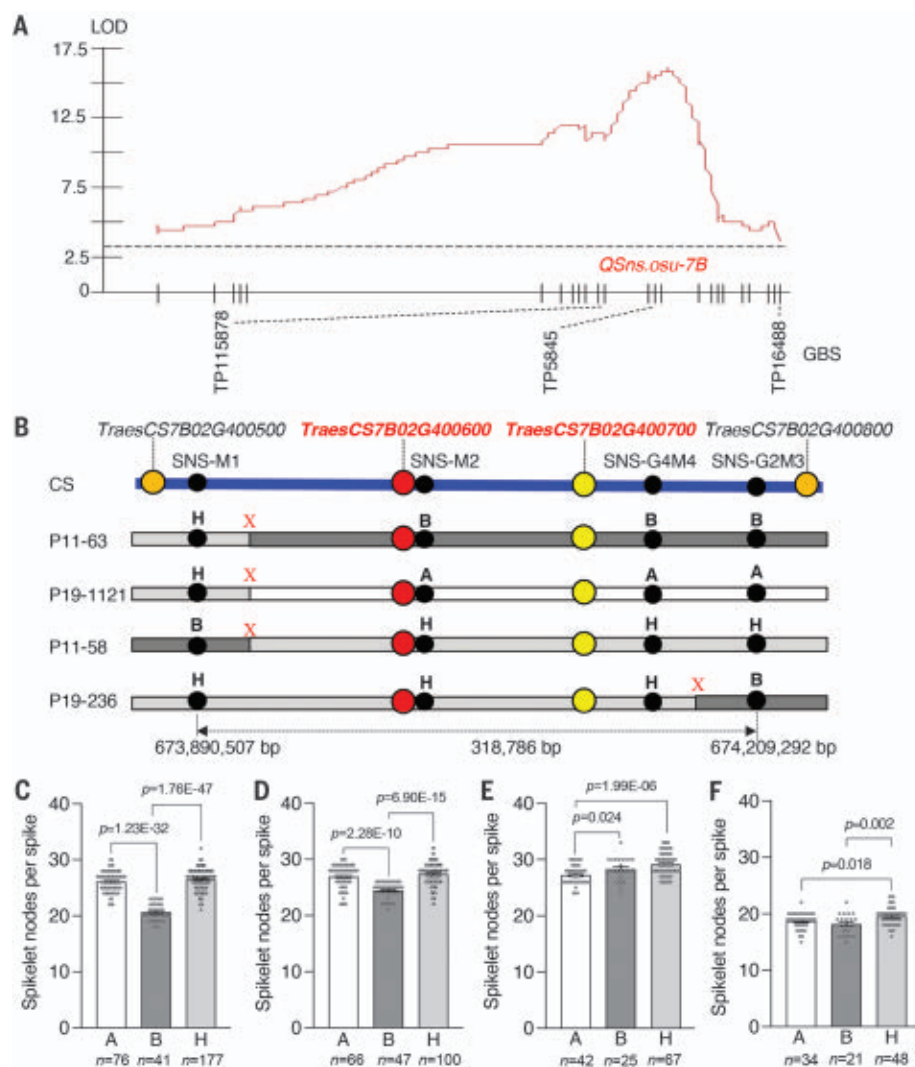 A
LOD
17.5
12.5
7.5
2.5
0
QSns.osu-7B
TP115878
TP5845
TP16488
GBS
B
TraesCS7B02G400500 TraesCS7B02G400600 TraesCS7B02G400700 TraesCS7B02G400800
SNS-M1 SNS-M2 SNS-G4M4 SNS-G2M3
CS
H X B B B
P11-63
H X A A A
P19-1121
B X H H H
P11-58
H H H X B
P19-236
673,890,507 bp 318,786 bp 674,209,292 bp
C
Spikelet nodes per spike
40
30
20
10
0
p=1.76E-47
p=1.23E-32
A B H
n=76 n=41 n=177
D
Spikelet nodes per spike
40
30
20
10
0
p=6.90E-15
p=2.28E-10
A B H
n=66 n=47 n=100
E
Spikelet nodes per spike
40
30
20
10
0
p=1.99E-06
p=0.024
A B H
n=42 n=25 n=67
F
Spikelet nodes per spike
40
30
20
10
0
p=0.002
p=0.018
A B H
n=34 n=21 n=48